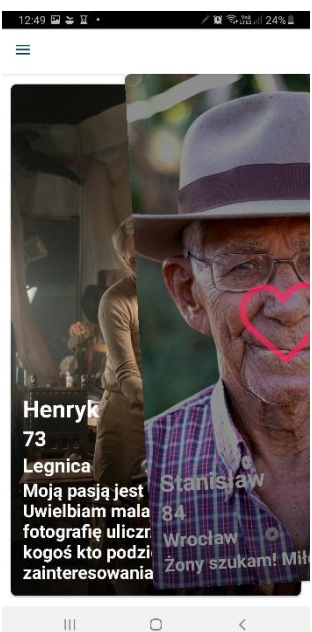 12:49
24%
Henryk
73
Legnica
Moją pasją jest
Uwielbiam mala
fotografię uliczn
kogoś kto podzi
zainteresowania
Stanisław
84
Wrocław
Żony szukam! Miło